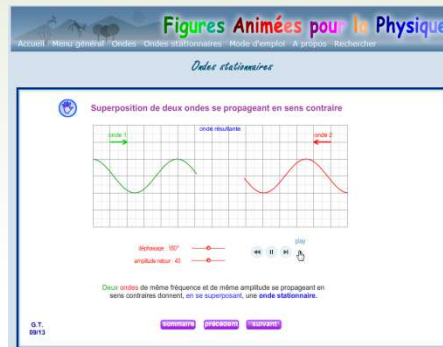 Figures Animées pour la Physique
Accueil Menu général Ondes Ondes stationnaires Mode d'emploi A propos Rechercher
Ondes stationnaires
Superposition de deux ondes se propageant en sens contraire
onde 1 onde résultante onde 2
déphasage : 180°
amplitude retour : 40
play
Deux ondes de même fréquence et de même amplitude se propageant en
sens contraires donnent, en se superposant, une onde stationnaire.
G.T.
09/13
sommaire précédent suivant